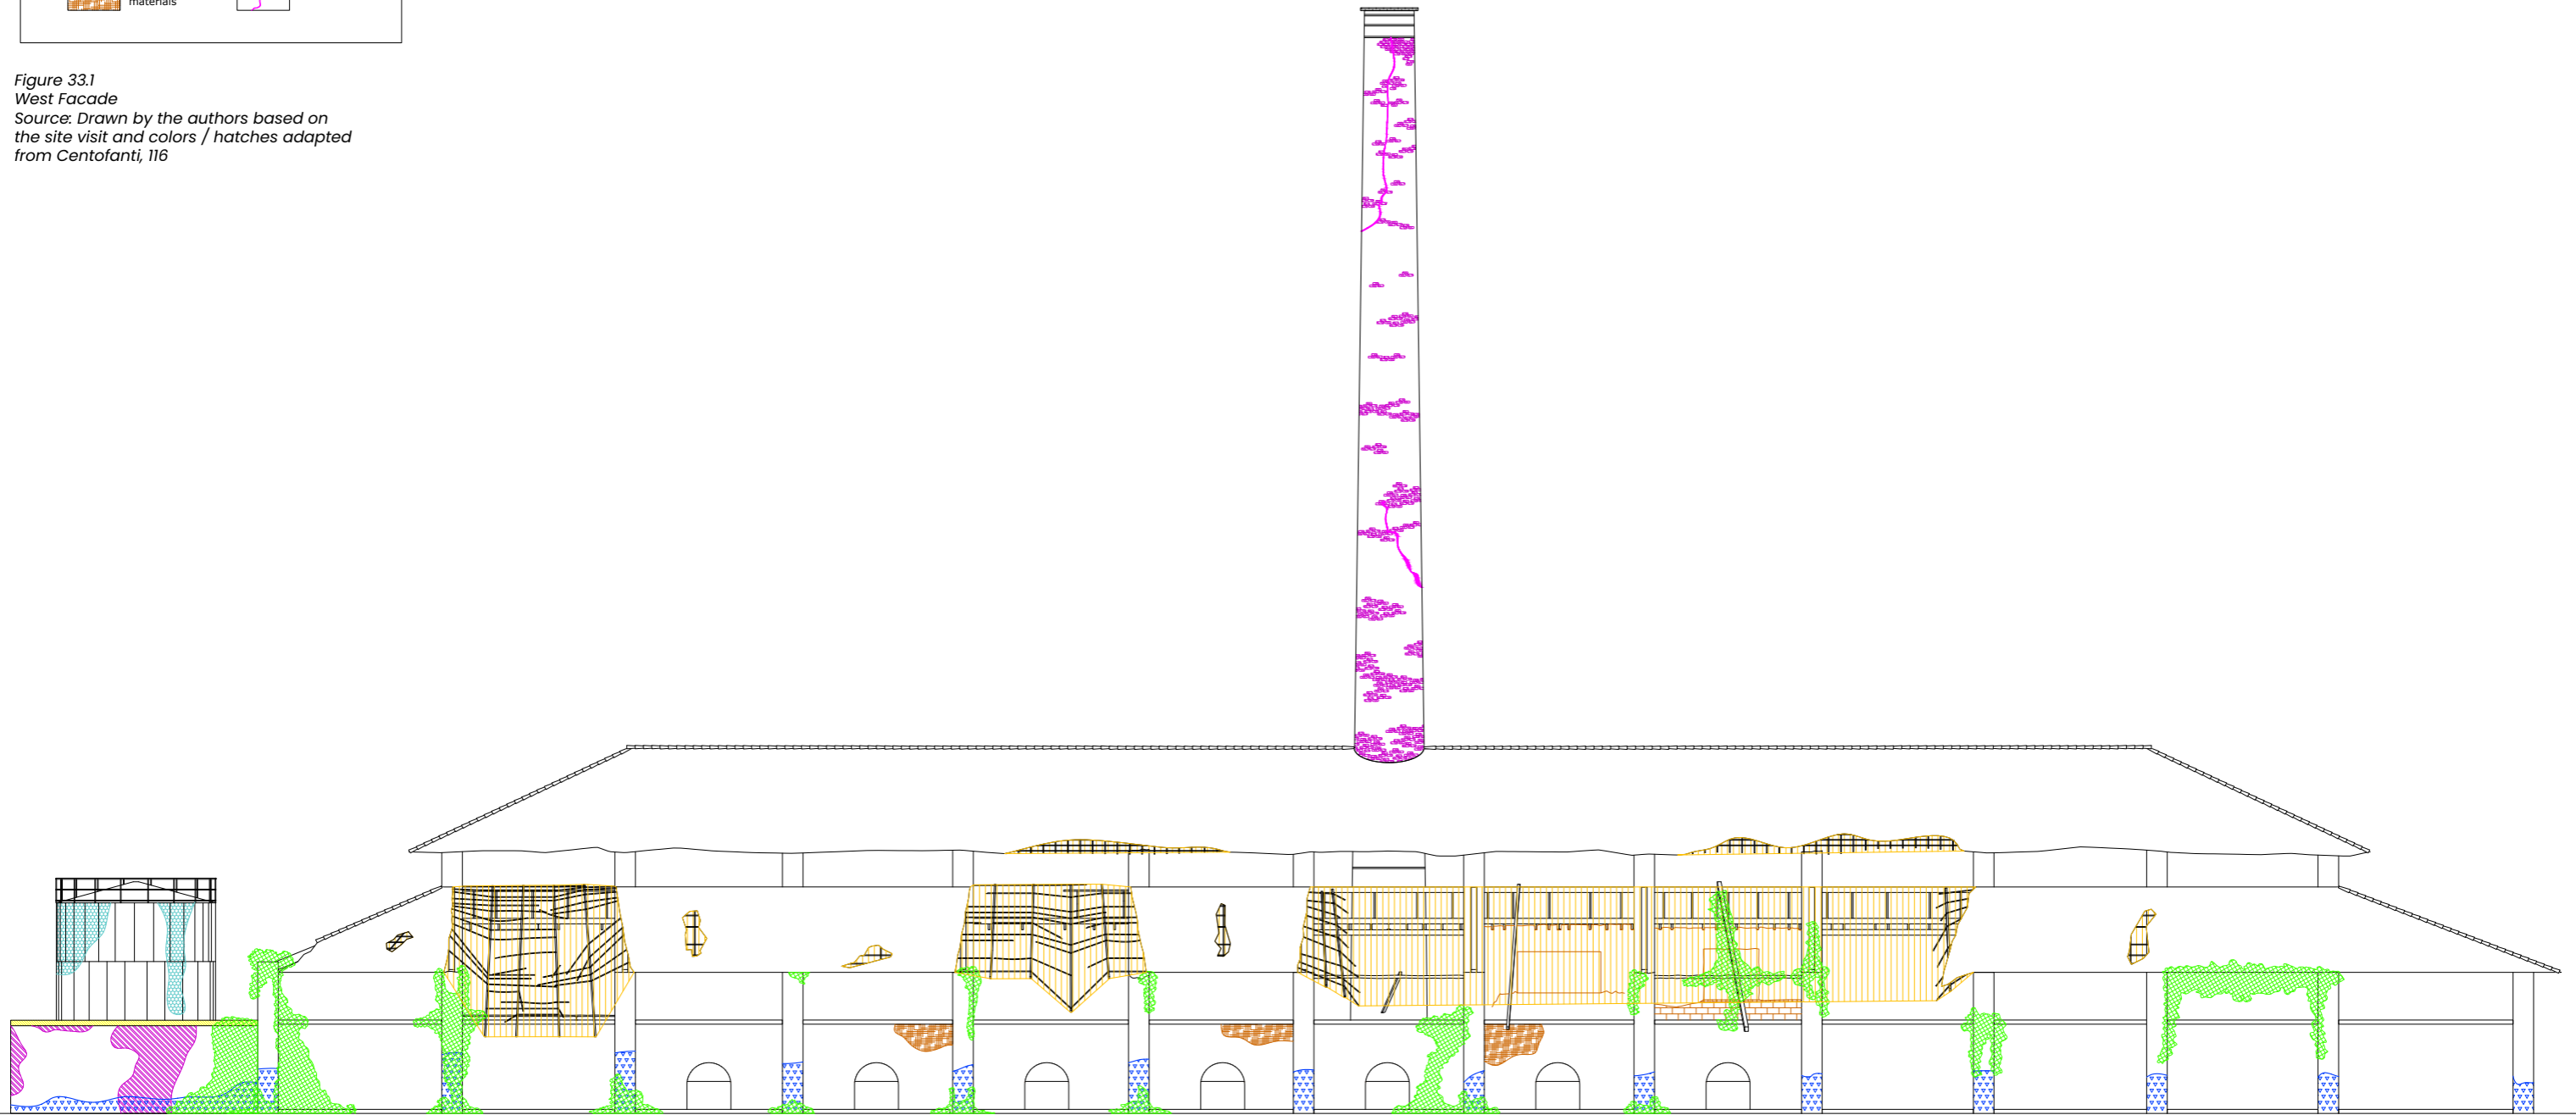 materials
Figure 33.1
West Facade
Source: Drawn by the authors based on
the site visit and colors / hatches adapted
from Centofanti, 116